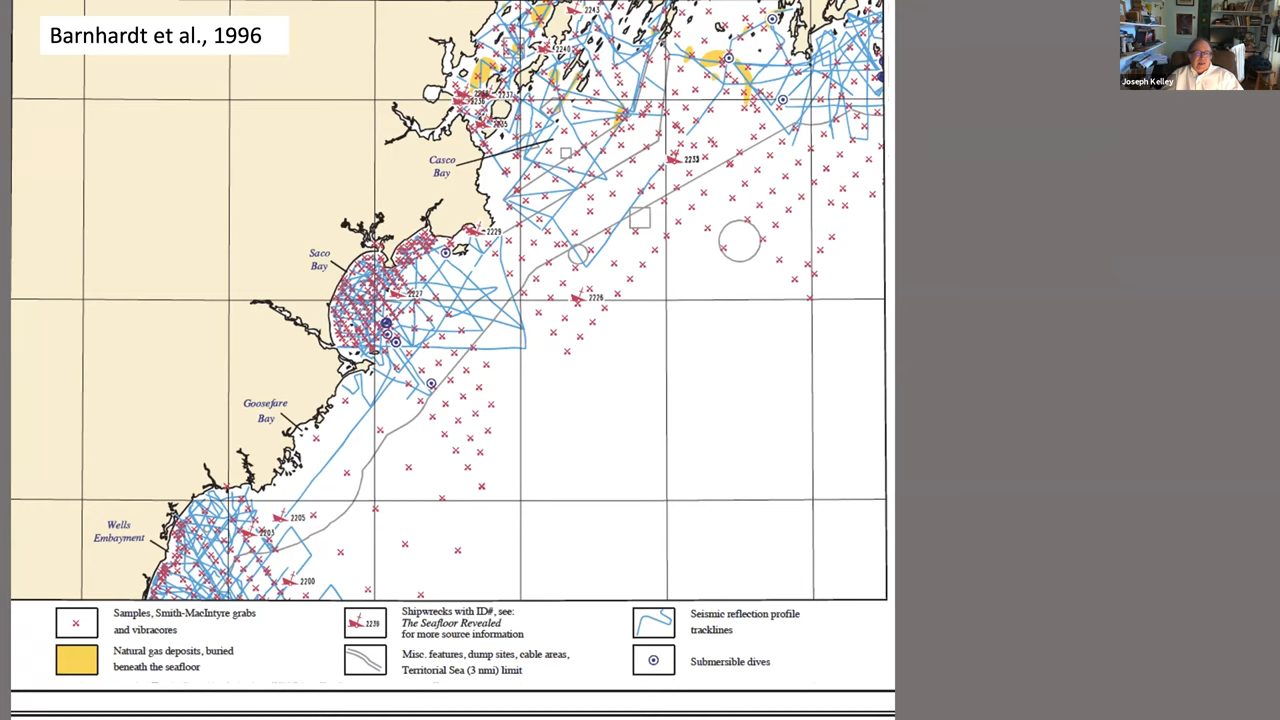 Barnhardt et al., 1996
Joseph Kelley
2243
2240
2237
2236
2235
Casco
Bay
2233
2229
Saco
Bay
2227
2226
Goosefare
Bay
Wells
Embayment
2205
2203
2200
Samples, Smith-MacIntyre grabs
and vibracores
Natural gas deposits, buried
beneath the seafloor
2239
Shipwrecks with ID#, see:
The Seafloor Revealed
for more source information
Misc. features, dump sites, cable areas,
Territorial Sea (3 nmi) limit
Seismic reflection profile
tracklines
Submersible dives